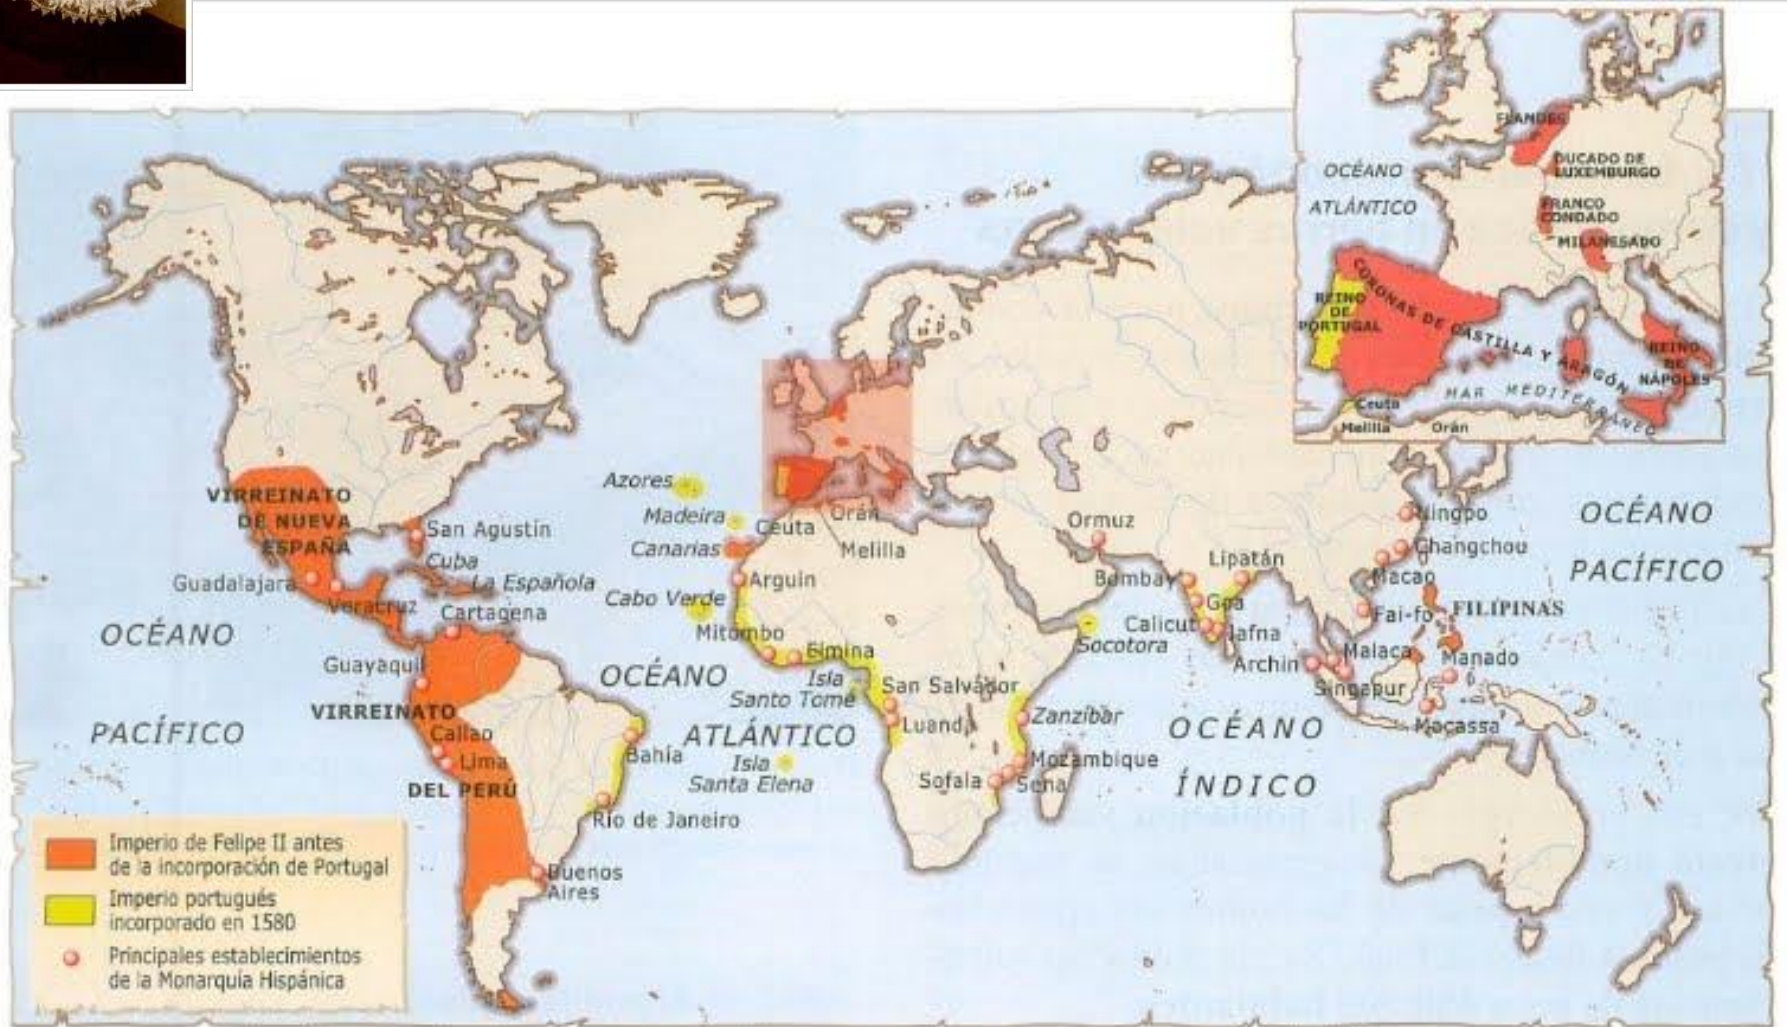 FLANDES
OCÉANO
ATLÁNTICO
DUCADO DE
LUXEMBURGO
FRANCO
CONDADO
MILANESADO
CORONAS DE CASTILLA Y ARAGÓN
REINO
DE
PORTUGAL
REINO
DE
NÁPOLES
MAR MEDITERRÁNEO
Ceuta
Melilla
Orán
VIRREINATO
DE NUEVA
ESPAÑA
San Agustín
Cuba
La Española
Guadalajara
Veracruz
Cartagena
OCÉANO
PACÍFICO
Guayaquil
VIRREINATO
Callao
Lima
DEL PERÚ
Bahía
Río de Janeiro
Buenos
Aires
Azores
Madeira
Canarias
Ceuta
Orán
Melilla
Arguin
Cabo Verde
Mitombo
Elmina
OCÉANO
ATLÁNTICO
Isla
Santo Tomé
Isla
Santa Elena
San Salvador
Luanda
Zanzíbar
Mozambique
Sofala
Sena
Ormuz
Socotora
Lipatán
Bombay
Goa
Calicut
Jafna
Archin
OCÉANO
ÍNDICO
Ningpo
Changchou
Macao
Fai-fo
FILIPINAS
Malaca
Manado
Singapur
Macassa
OCÉANO
PACÍFICO
Imperio de Felipe II antes
de la incorporación de Portugal
Imperio portugués
incorporado en 1580
Principales establecimientos
de la Monarquía Hispánica